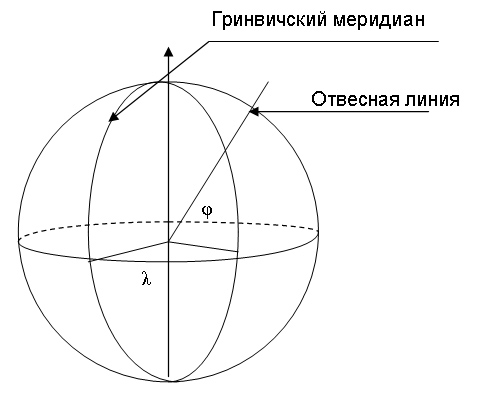 Гринвичский меридиан
Отвесная линия
φ
λ